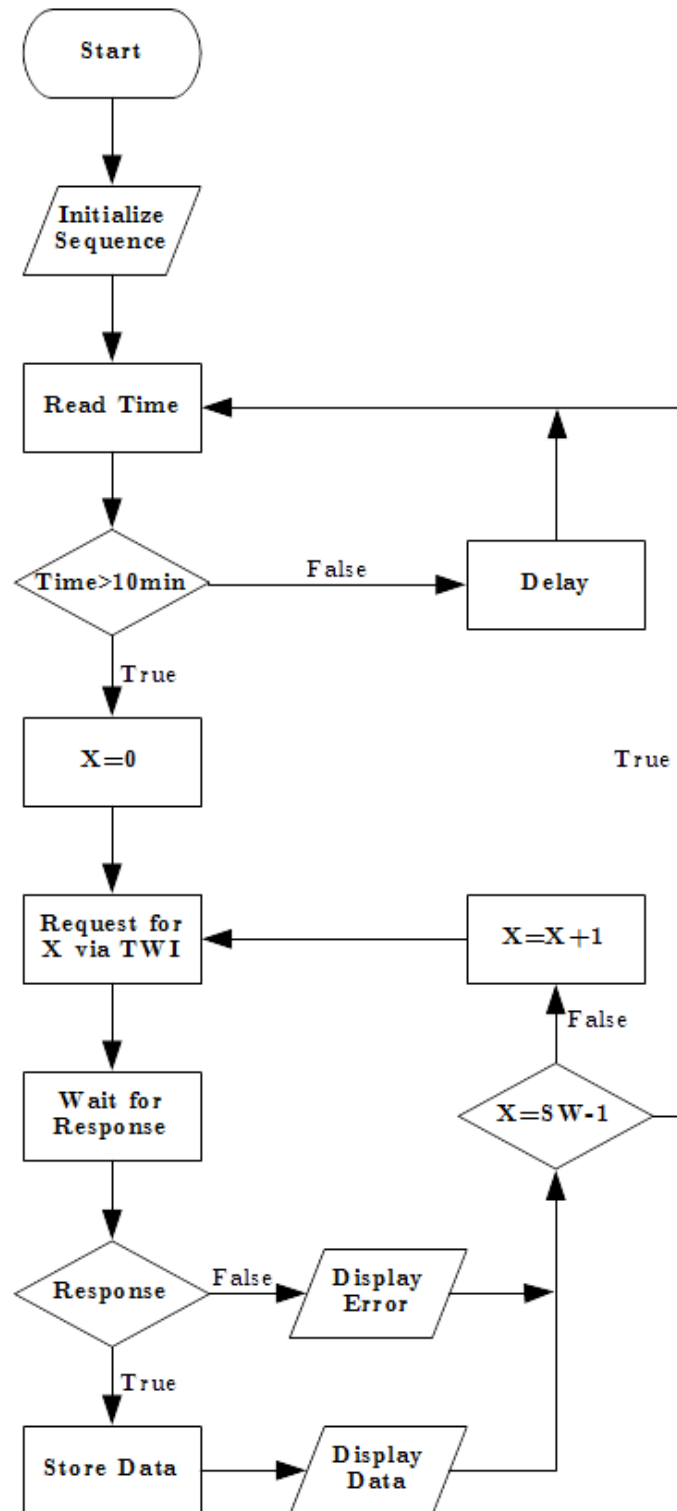 Start
Initialize
Sequence
Read Time
Time>10min
False
Delay
True
X=0
True
Request for
X via TWI
X=X+1
False
Wait for
Response
X=SW-1
Response
False
Display
Error
True
Store Data
Display
Data